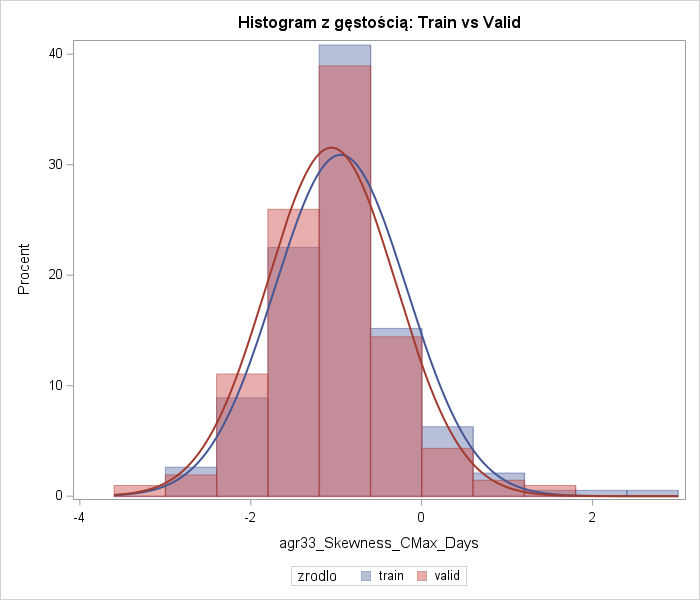 Histogram z gęstością: Train vs Valid
40
30
20
10
0
Procent
-4
-2
0
2
agr33_Skewness_CMax_Days
zrodlo train valid